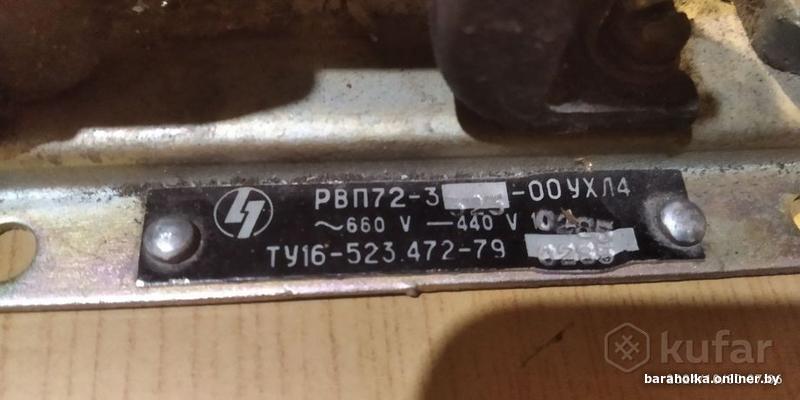 РВП72-3 -00УХЛ4
~660 V —440 V
ТУ16-523.472-79
kufar
baraholka.onliner.by